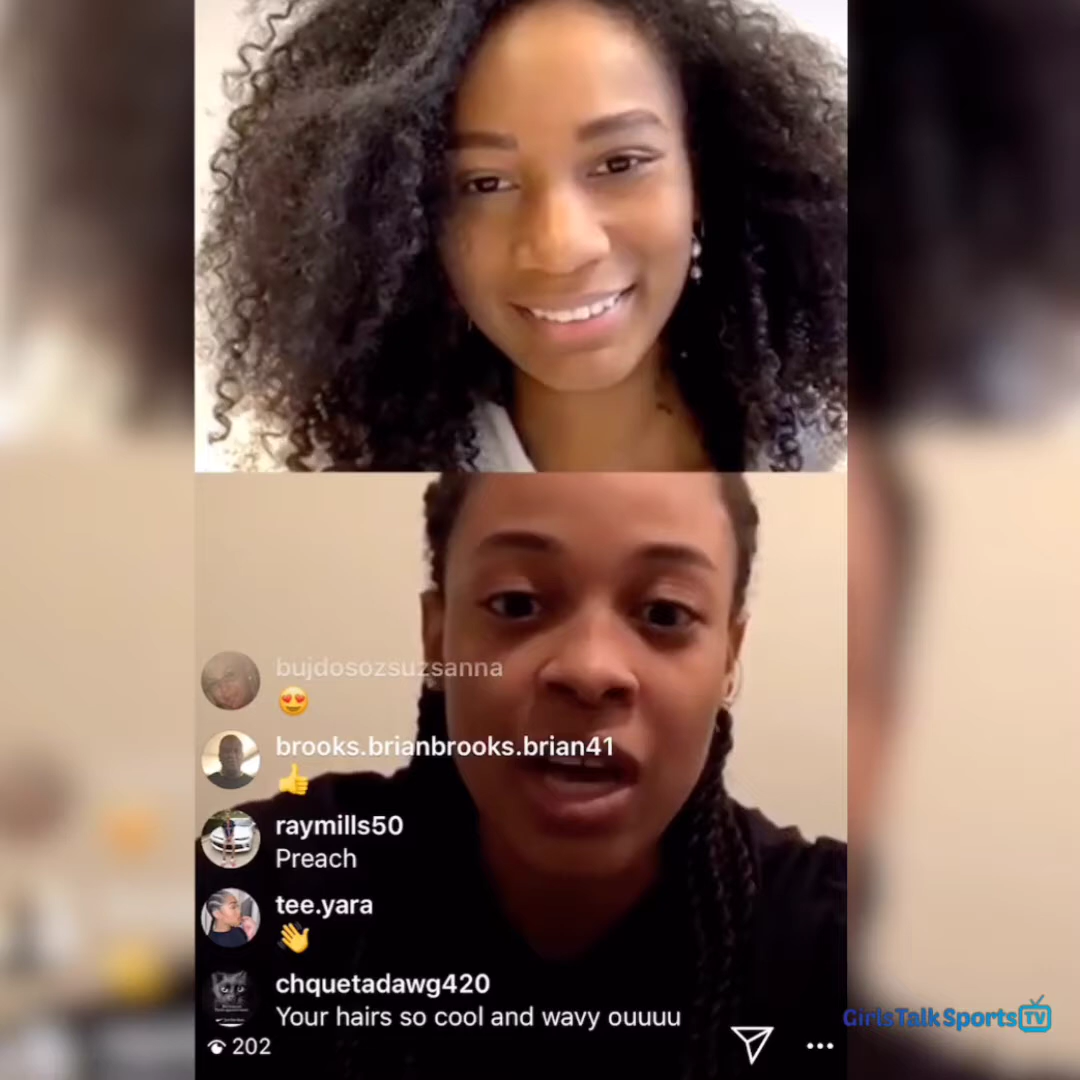 bujdosozsuzsanna
😍
brooks.brianbrooks.brian41
👍
raymills50
Preach
tee.yara
👋
chquetadawg420
Your hairs so cool and wavy ouuuu
202
GirlsTalkSportsTV